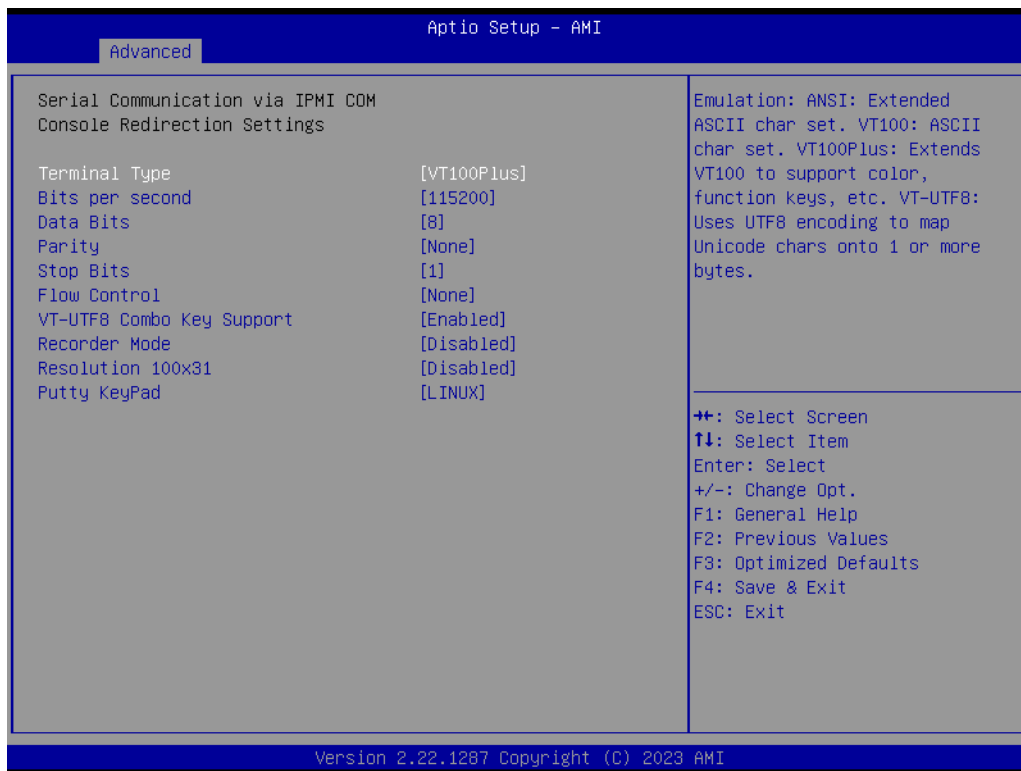 Aptio Setup – AMI
Advanced
Serial Communication via IPMI COM
Console Redirection Settings
Terminal Type [VT100Plus]
Bits per second [115200]
Data Bits [8]
Parity [None]
Stop Bits [1]
Flow Control [None]
VT-UTF8 Combo Key Support [Enabled]
Recorder Mode [Disabled]
Resolution 100x31 [Disabled]
Putty KeyPad [LINUX]
Emulation: ANSI: Extended
ASCII char set. VT100: ASCII
char set. VT100Plus: Extends
VT100 to support color,
function keys, etc. VT-UTF8:
Uses UTF8 encoding to map
Unicode chars onto 1 or more
bytes.
→←: Select Screen
↑↓: Select Item
Enter: Select
+/-: Change Opt.
F1: General Help
F2: Previous Values
F3: Optimized Defaults
F4: Save & Exit
ESC: Exit
Version 2.22.1287 Copyright (C) 2023 AMI